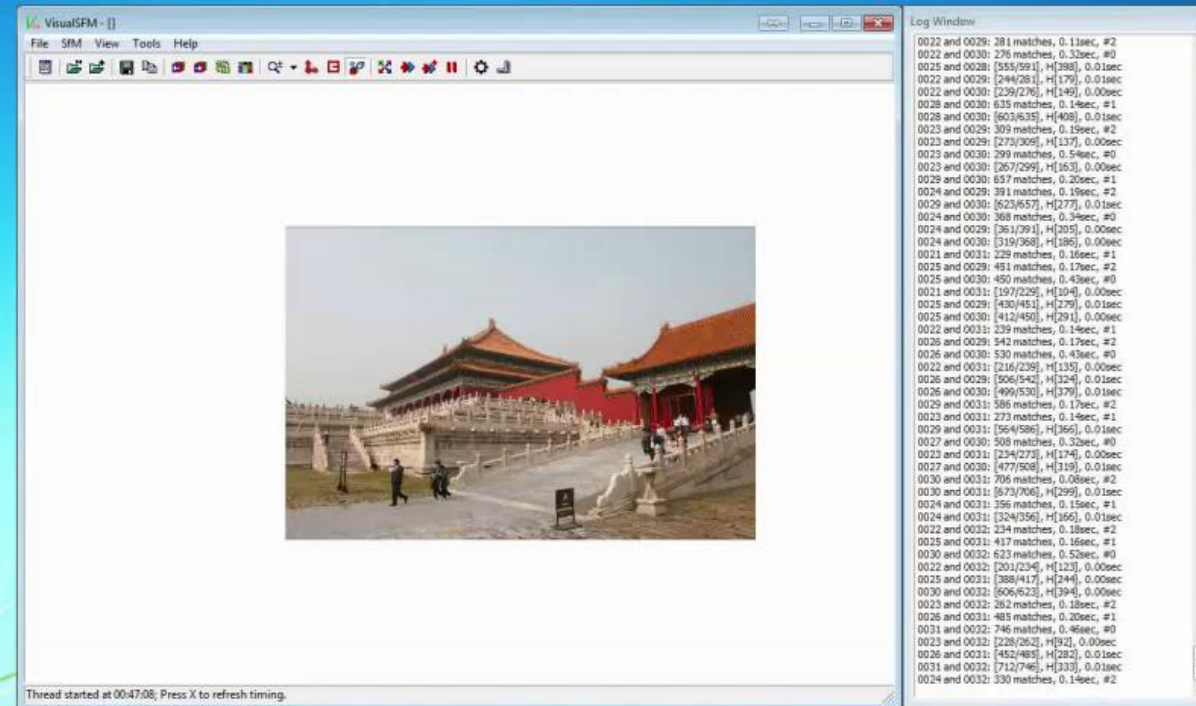 VisualSFM - []
File SfM View Tools Help
Thread started at 00:47:08; Press X to refresh timing.
Log Window
0022 and 0029: 281 matches, 0.11sec, #2
0022 and 0030: 276 matches, 0.32sec, #0
0025 and 0028: [555/591], H[398], 0.01sec
0022 and 0029: [244/281], H[179], 0.01sec
0022 and 0030: [239/276], H[149], 0.00sec
0028 and 0030: 635 matches, 0.14sec, #1
0028 and 0030: [603/635], H[408], 0.01sec
0023 and 0029: 309 matches, 0.19sec, #2
0023 and 0029: [273/309], H[137], 0.00sec
0023 and 0030: 299 matches, 0.54sec, #0
0023 and 0030: [267/299], H[163], 0.00sec
0029 and 0030: 657 matches, 0.20sec, #1
0024 and 0029: 391 matches, 0.19sec, #2
0029 and 0030: [623/657], H[277], 0.01sec
0024 and 0030: 368 matches, 0.34sec, #0
0024 and 0029: [361/391], H[205], 0.00sec
0024 and 0030: [319/368], H[186], 0.00sec
0021 and 0031: 229 matches, 0.16sec, #1
0025 and 0029: 451 matches, 0.17sec, #2
0025 and 0030: 450 matches, 0.43sec, #0
0021 and 0031: [197/229], H[104], 0.00sec
0025 and 0029: [430/451], H[279], 0.01sec
0025 and 0030: [412/450], H[291], 0.00sec
0022 and 0031: 239 matches, 0.14sec, #1
0026 and 0029: 542 matches, 0.17sec, #2
0026 and 0030: 530 matches, 0.43sec, #0
0022 and 0031: [216/239], H[135], 0.00sec
0026 and 0029: [506/542], H[324], 0.01sec
0026 and 0030: [499/530], H[379], 0.01sec
0029 and 0031: 586 matches, 0.17sec, #2
0023 and 0031: 273 matches, 0.14sec, #1
0029 and 0031: [564/586], H[366], 0.01sec
0027 and 0030: 508 matches, 0.32sec, #0
0023 and 0031: [234/273], H[174], 0.00sec
0027 and 0030: [477/508], H[319], 0.01sec
0030 and 0031: 706 matches, 0.08sec, #2
0030 and 0031: [673/706], H[299], 0.01sec
0024 and 0031: 356 matches, 0.15sec, #1
0024 and 0031: [324/356], H[166], 0.01sec
0022 and 0032: 234 matches, 0.18sec, #2
0025 and 0031: 417 matches, 0.16sec, #1
0030 and 0032: 623 matches, 0.52sec, #0
0022 and 0032: [201/234], H[123], 0.00sec
0025 and 0031: [388/417], H[244], 0.00sec
0030 and 0032: [606/623], H[394], 0.00sec
0023 and 0032: 262 matches, 0.18sec, #2
0026 and 0031: 485 matches, 0.20sec, #1
0031 and 0032: 746 matches, 0.46sec, #0
0023 and 0032: [228/262], H[92], 0.00sec
0026 and 0031: [452/485], H[282], 0.01sec
0031 and 0032: [712/746], H[333], 0.01sec
0024 and 0032: 330 matches, 0.14sec, #2